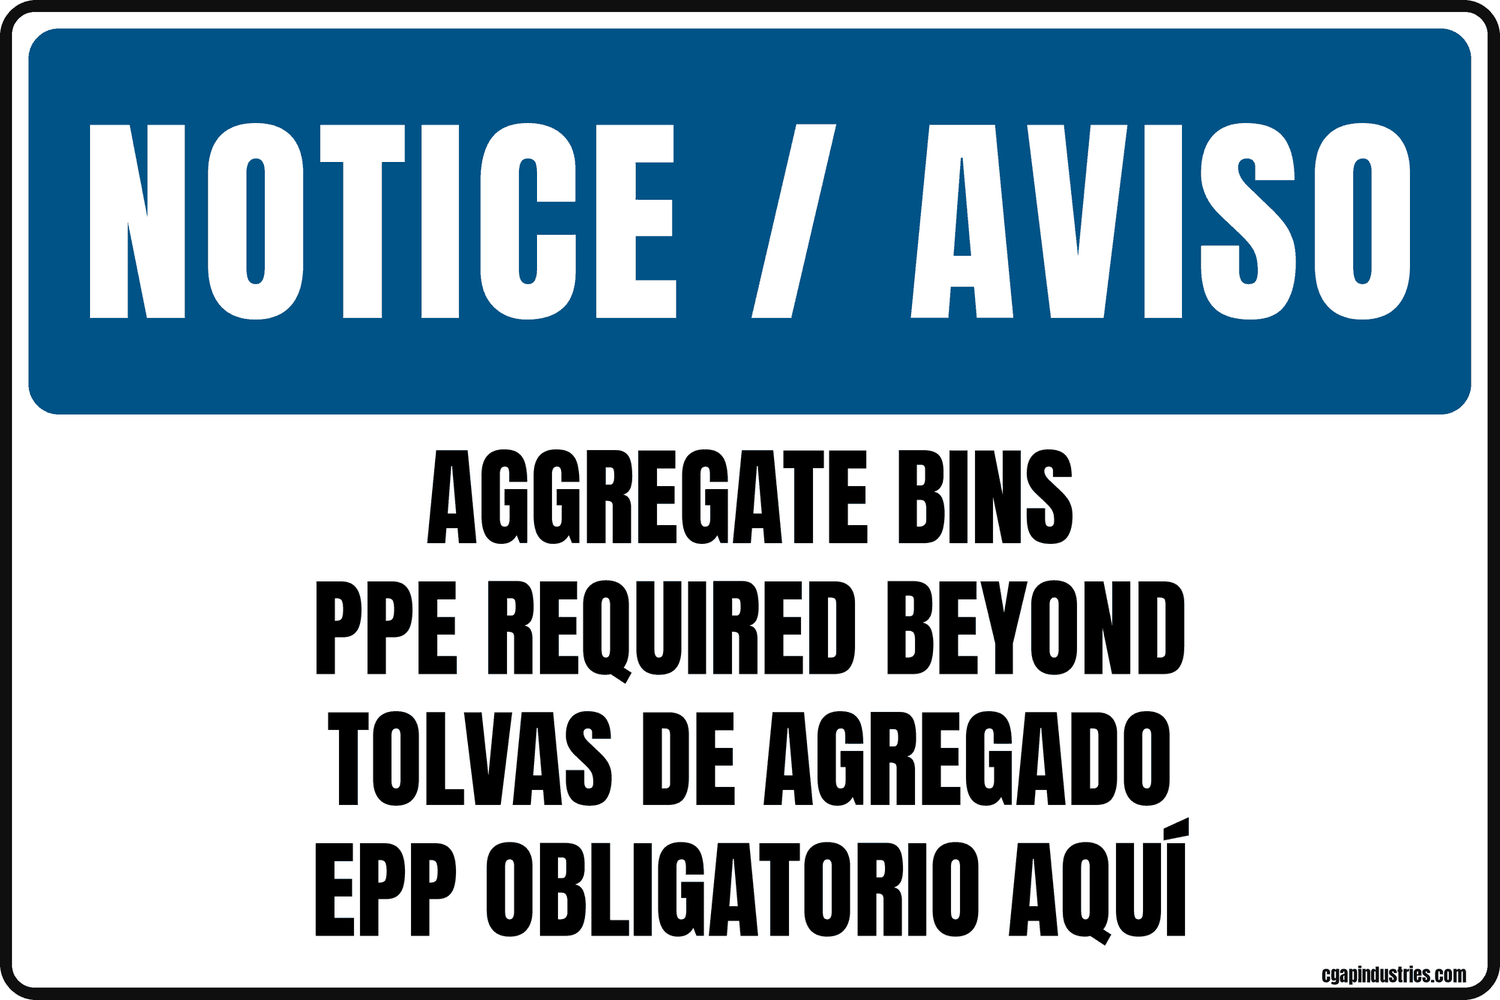 NOTICE / AVISO
AGGREGATE BINS
PPE REQUIRED BEYOND
TOLVAS DE AGREGADO
EPP OBLIGATORIO AQUÍ
cgapindustries.com